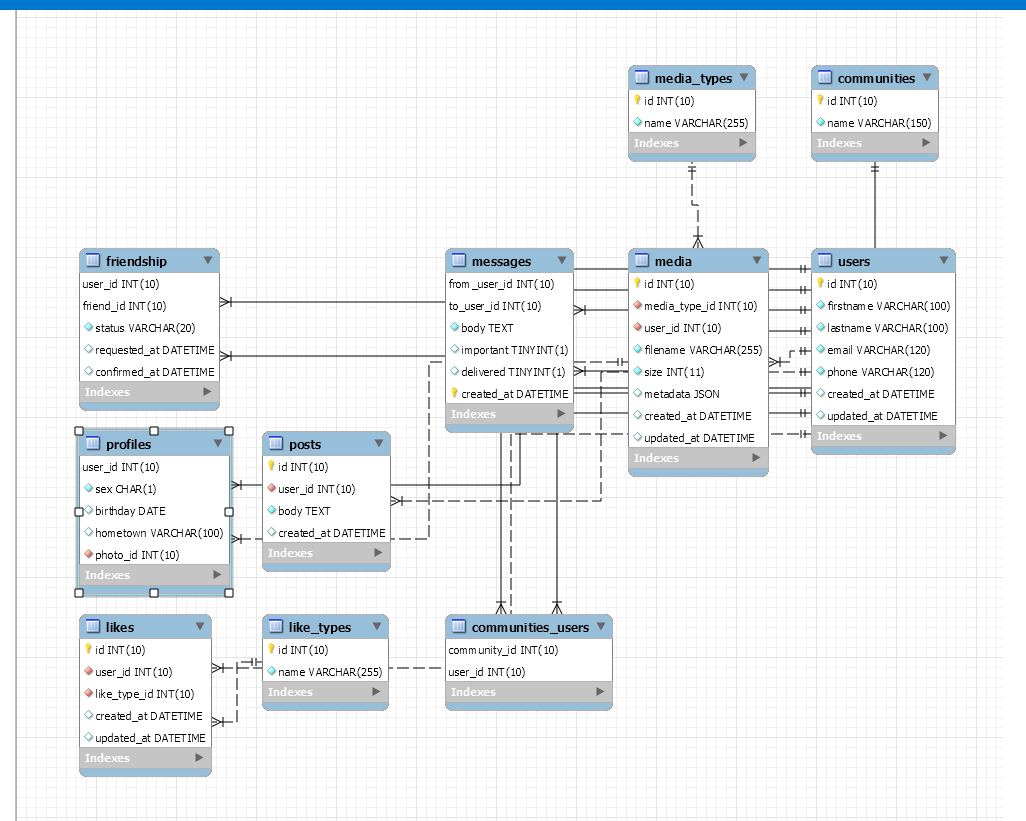 media_types
id INT(10)
name VARCHAR(255)
Indexes
communities
id INT(10)
name VARCHAR(150)
Indexes
friendship
user_id INT(10)
friend_id INT(10)
status VARCHAR(20)
requested_at DATETIME
confirmed_at DATETIME
Indexes
messages
from_user_id INT(10)
to_user_id INT(10)
body TEXT
important TINYINT(1)
delivered TINYINT(1)
created_at DATETIME
Indexes
media
id INT(10)
media_type_id INT(10)
user_id INT(10)
filename VARCHAR(255)
size INT(11)
metadata JSON
created_at DATETIME
updated_at DATETIME
Indexes
users
id INT(10)
firstname VARCHAR(100)
lastname VARCHAR(100)
email VARCHAR(120)
phone VARCHAR(120)
created_at DATETIME
updated_at DATETIME
Indexes
profiles
user_id INT(10)
sex CHAR(1)
birthday DATE
hometown VARCHAR(100)
photo_id INT(10)
Indexes
posts
id INT(10)
user_id INT(10)
body TEXT
created_at DATETIME
Indexes
likes
id INT(10)
user_id INT(10)
like_type_id INT(10)
created_at DATETIME
updated_at DATETIME
Indexes
like_types
id INT(10)
name VARCHAR(255)
Indexes
communities_users
community_id INT(10)
user_id INT(10)
Indexes